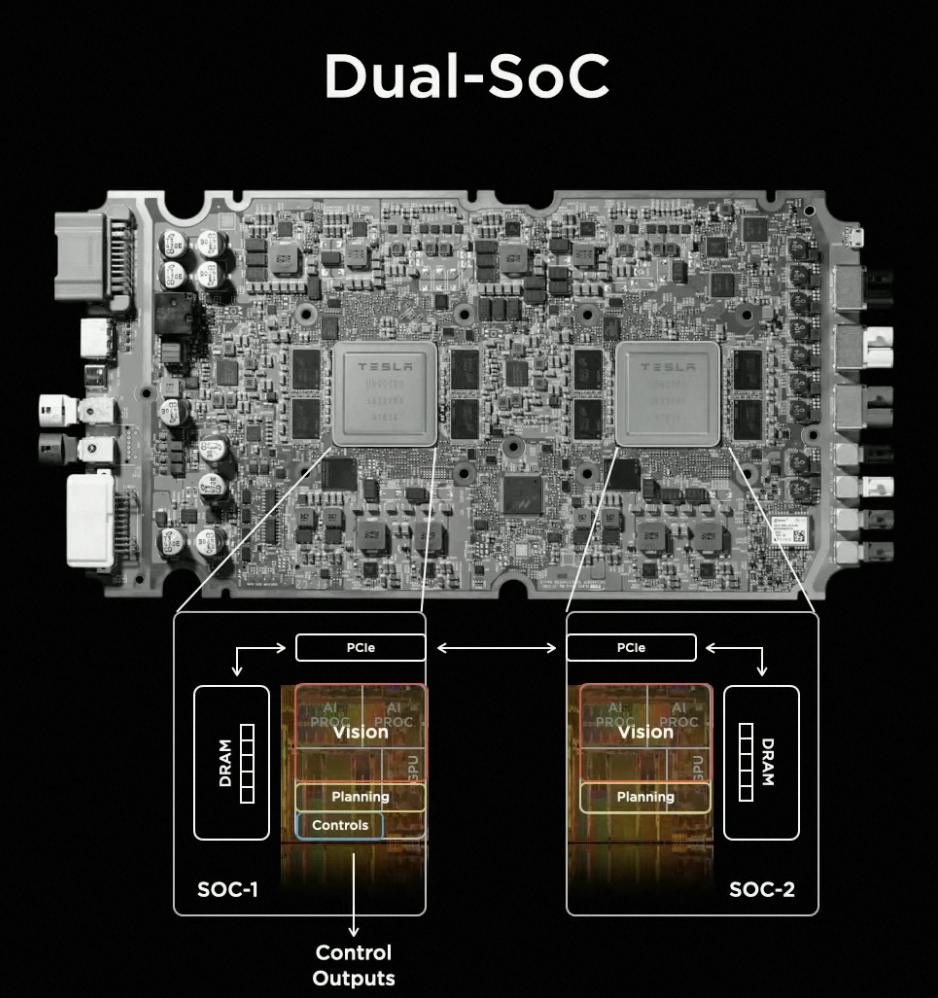 Dual-SoC
TESLA
TESLA
PCIe
PCIe
AI
PROC
AI
PROC
Vision
GPU
DRAM
Planning
Controls
SOC-1
AI
PROC
AI
PROC
Vision
GPU
DRAM
Planning
SOC-2
Control
Outputs